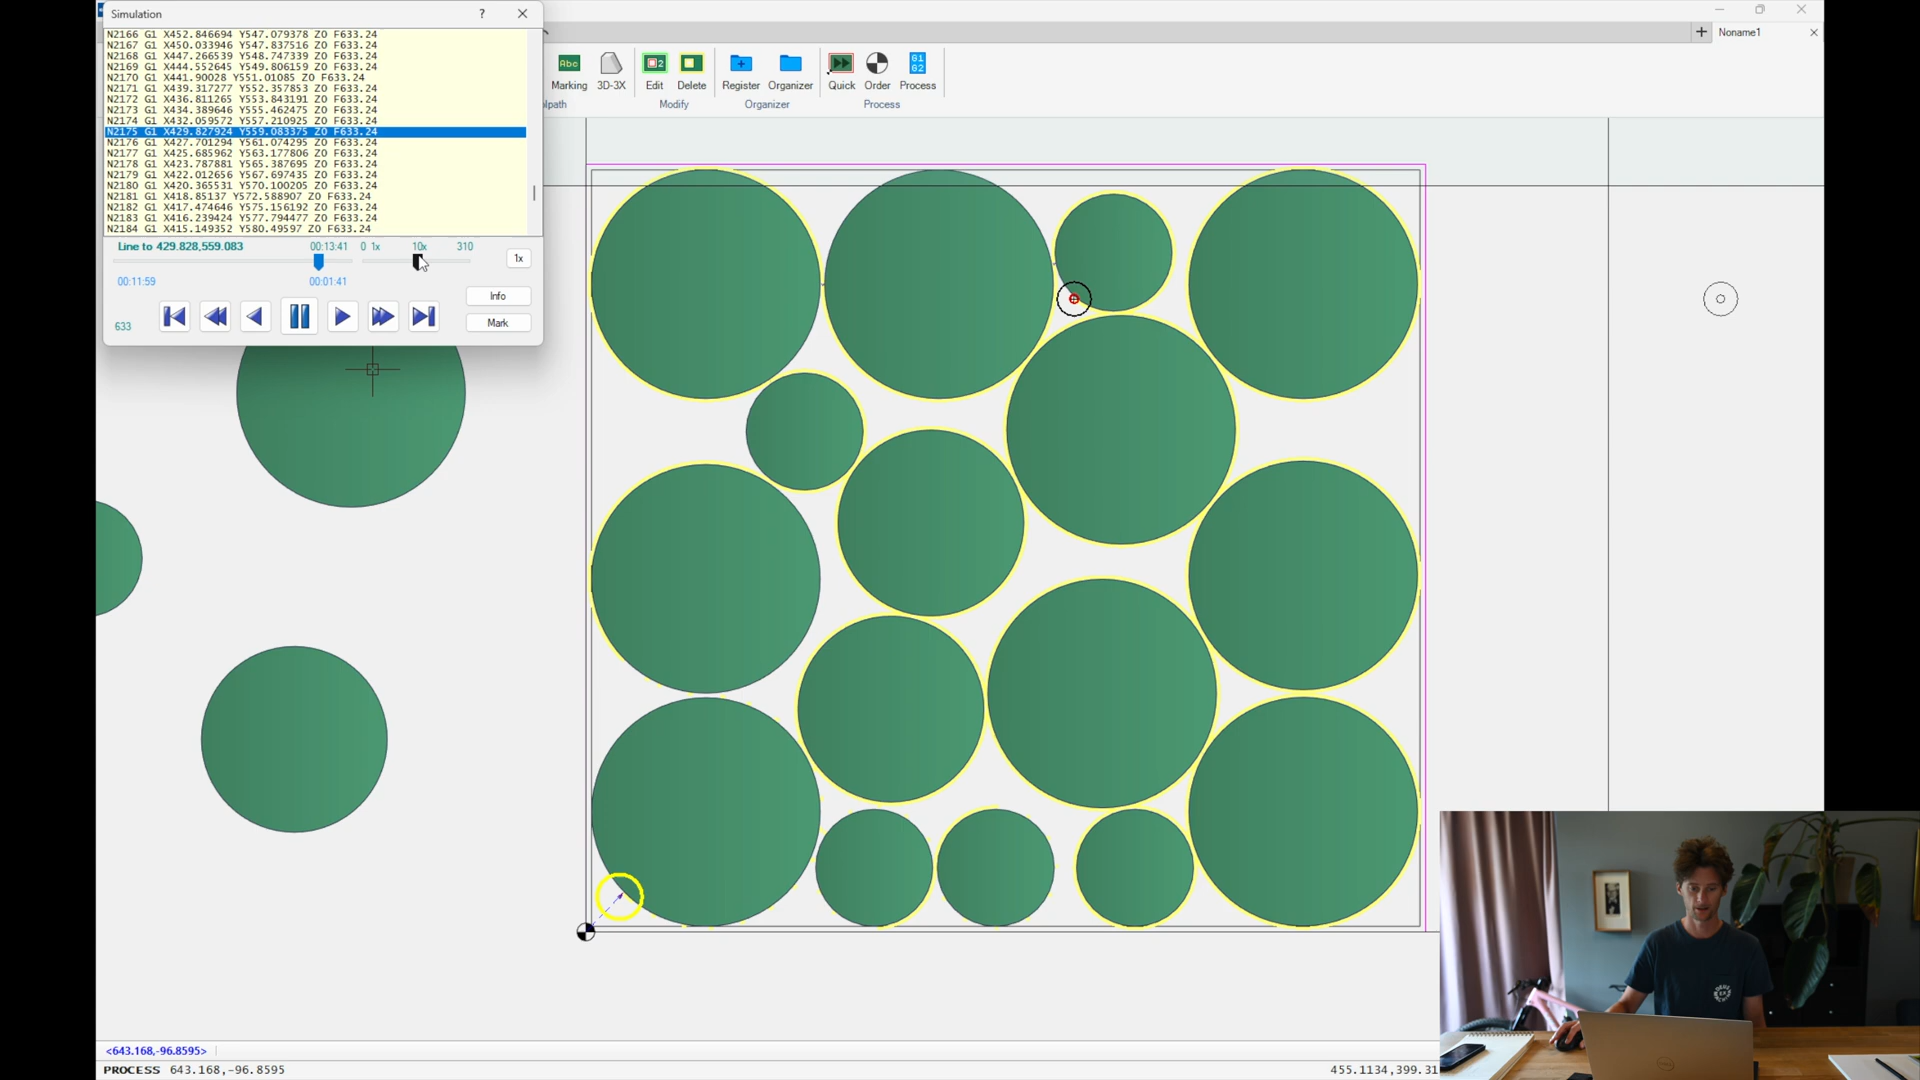 Simulation
?
N2166 G1 X452.846694 Y547.079378 Z0 F633.24
N2167 G1 X450.033946 Y547.837516 Z0 F633.24
N2168 G1 X447.266539 Y548.747339 Z0 F633.24
N2169 G1 X444.552645 Y549.806159 Z0 F633.24
N2170 G1 X441.90028 Y551.01085 Z0 F633.24
N2171 G1 X439.317277 Y552.357853 Z0 F633.24
N2172 G1 X436.811265 Y553.843191 Z0 F633.24
N2173 G1 X434.389646 Y555.462475 Z0 F633.24
N2174 G1 X432.059572 Y557.210925 Z0 F633.24
N2175 G1 X429.827924 Y559.083375 Z0 F633.24
N2176 G1 X427.701294 Y561.074295 Z0 F633.24
N2177 G1 X425.685962 Y563.177806 Z0 F633.24
N2178 G1 X423.787881 Y565.387695 Z0 F633.24
N2179 G1 X422.012656 Y567.697435 Z0 F633.24
N2180 G1 X420.365531 Y570.100205 Z0 F633.24
N2181 G1 X418.85137 Y572.588907 Z0 F633.24
N2182 G1 X417.474646 Y575.156192 Z0 F633.24
N2183 G1 X416.239424 Y577.794477 Z0 F633.24
N2184 G1 X415.149352 Y580.49597 Z0 F633.24
Line to 429.828,559.083 00:13:41 0 1x 10x 310
1x
00:11:59 00:01:41
Info
633
Mark
Noname1
Abc
Marking 3D-3X Edit Delete Register Organizer Quick Order Process
Modify Organizer Process
<643.168,-96.8595>
PROCESS 643.168,-96.8595